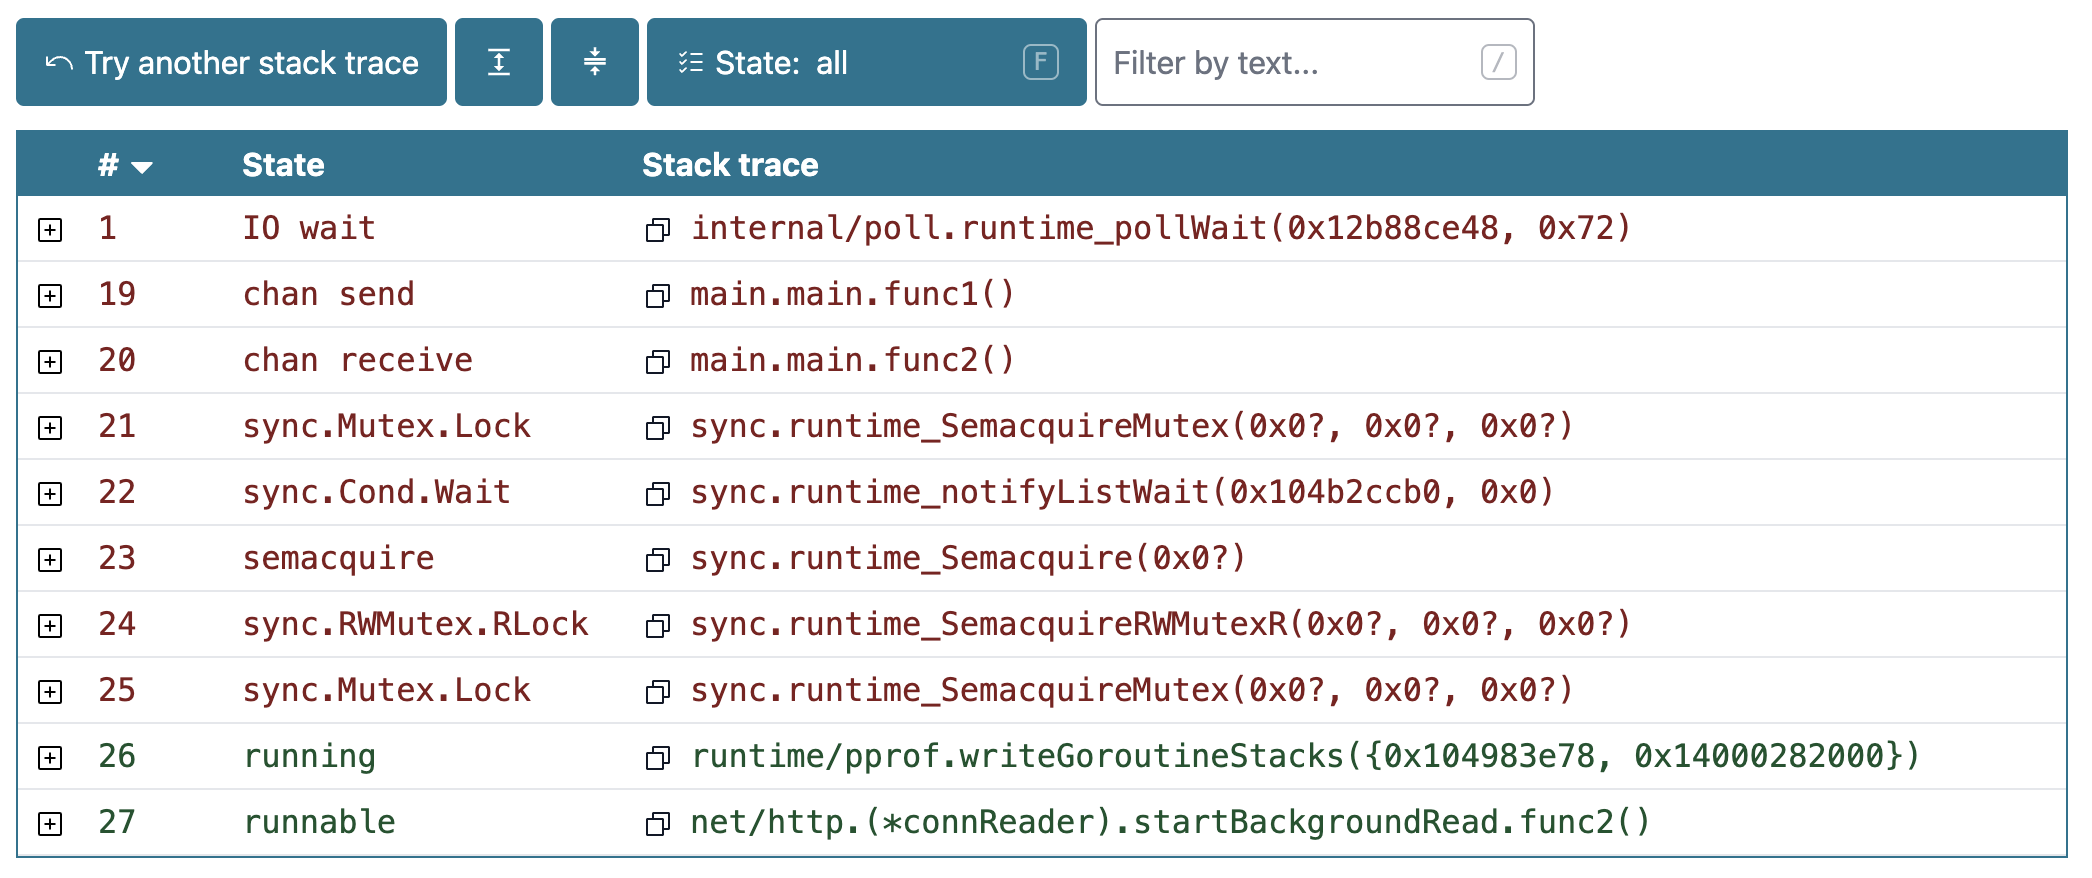 Try another stack trace State: all F Filter by text... /
# State Stack trace
1 IO wait internal/poll.runtime_pollWait(0x12b88ce48, 0x72)
19 chan send main.main.func1()
20 chan receive main.main.func2()
21 sync.Mutex.Lock sync.runtime_SemacquireMutex(0x0?, 0x0?, 0x0?)
22 sync.Cond.Wait sync.runtime_notifyListWait(0x104b2ccb0, 0x0)
23 semacquire sync.runtime_Semacquire(0x0?)
24 sync.RWMutex.RLock sync.runtime_SemacquireRWMutexR(0x0?, 0x0?, 0x0?)
25 sync.Mutex.Lock sync.runtime_SemacquireMutex(0x0?, 0x0?, 0x0?)
26 running runtime/pprof.writeGoroutineStacks({0x104983e78, 0x14000282000})
27 runnable net/http.(*connReader).startBackgroundRead.func2()